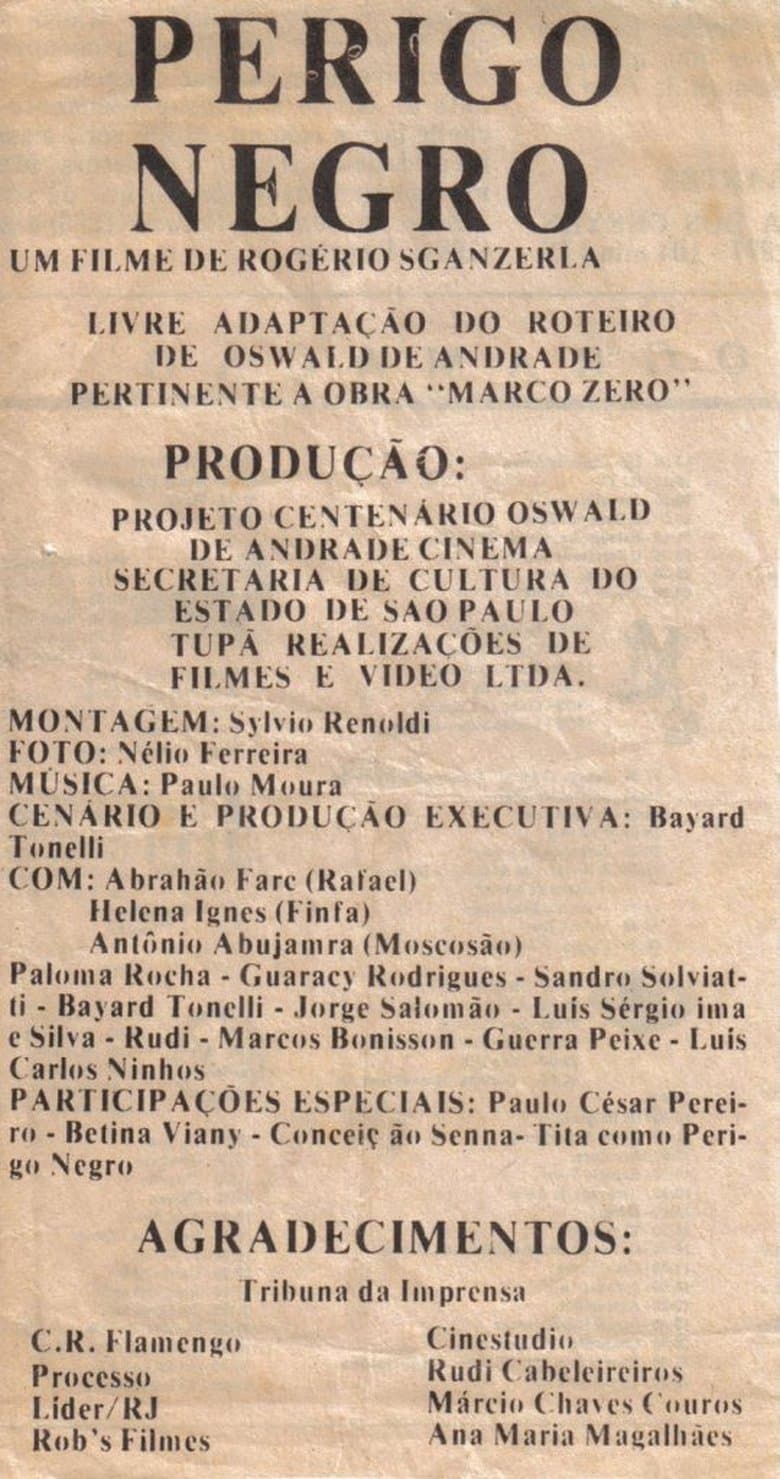 PERIGO
NEGRO
UM FILME DE ROGÉRIO SGANZERLA
LIVRE ADAPTAÇÃO DO ROTEIRO
DE OSWALD DE ANDRADE
PERTINENTE A OBRA "MARCO ZERO"
PRODUÇÃO:
PROJETO CENTENÁRIO OSWALD
DE ANDRADE CINEMA
SECRETARIA DE CULTURA DO
ESTADO DE SAO PAULO
TUPÃ REALIZAÇÕES DE
FILMES E VIDEO LTDA.
MONTAGEM: Sylvio Renoldi
FOTO: Nélio Ferreira
MÚSICA: Paulo Moura
CENÁRIO E PRODUÇÃO EXECUTIVA: Bayard
Tonelli
COM: Abrahão Farc (Rafael)
Helena Ignes (Finfa)
Antônio Abujamra (Moscosão)
Paloma Rocha - Guaracy Rodrigues - Sandro Solviat-
ti - Bayard Tonelli - Jorge Salomão - Luís Sérgio ima
e Silva - Rudi - Marcos Bonisson - Guerra Peixe - Luis
Carlos Ninhos
PARTICIPAÇÕES ESPECIAIS: Paulo César Perei-
ro - Betina Viany - Conceiç ão Senna- Tita como Peri-
go Negro
AGRADECIMENTOS:
Tribuna da Imprensa
C.R. Flamengo
Processo
Líder/RJ
Rob's Filmes
Cinestudio
Rudi Cabeleireiros
Márcio Chaves Couros
Ana Maria Magalhães